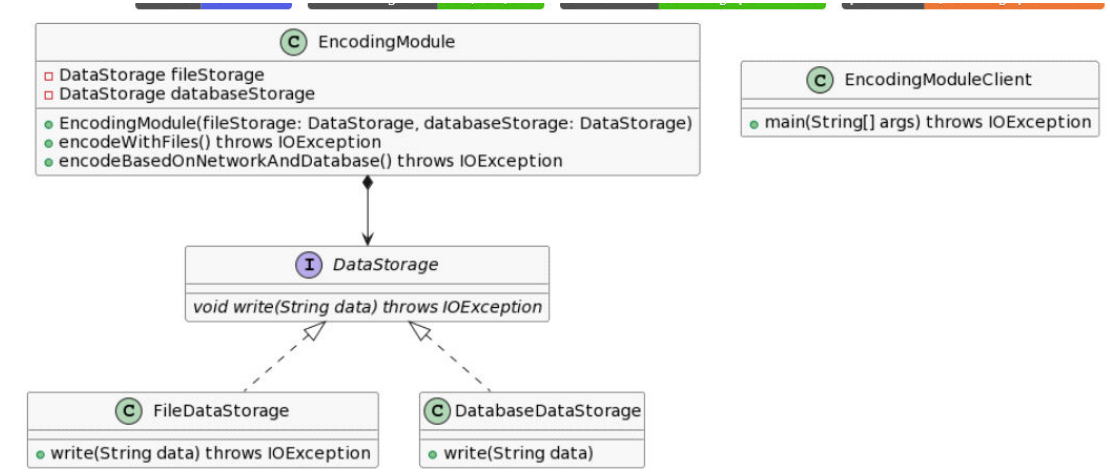 C EncodingModule
DataStorage fileStorage
DataStorage databaseStorage
EncodingModule(fileStorage: DataStorage, databaseStorage: DataStorage)
encodeWithFiles() throws IOException
encodeBasedOnNetworkAndDatabase() throws IOException
C EncodingModuleClient
main(String[] args) throws IOException
I DataStorage
void write(String data) throws IOException
C FileDataStorage
write(String data) throws IOException
C DatabaseDataStorage
write(String data)